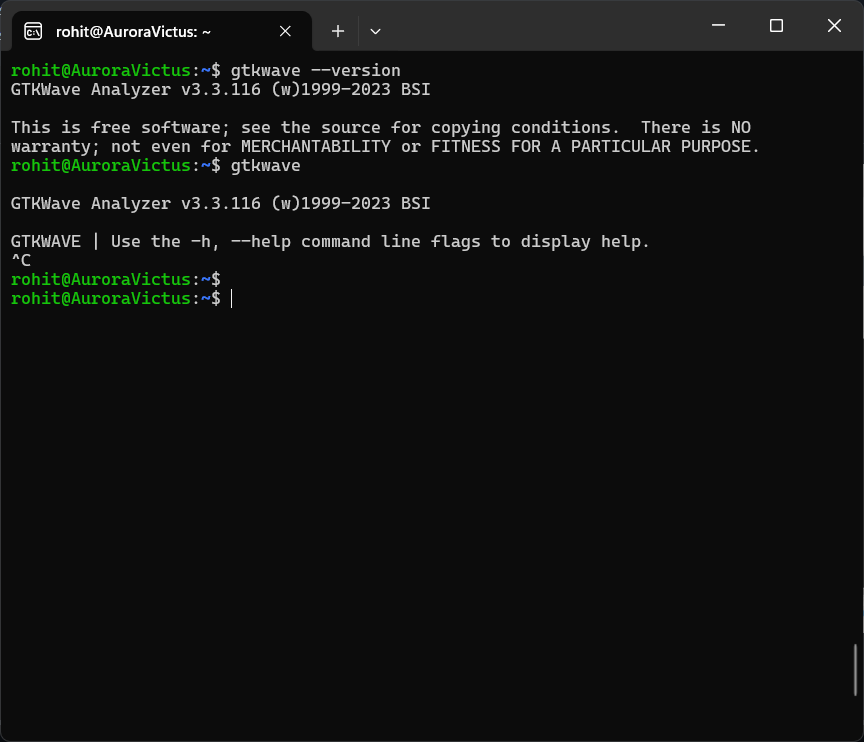 rohit@AuroraVictus: ~
rohit@AuroraVictus:~$ gtkwave --version
GTKWave Analyzer v3.3.116 (w)1999-2023 BSI
This is free software; see the source for copying conditions.  There is NO
warranty; not even for MERCHANTABILITY or FITNESS FOR A PARTICULAR PURPOSE.
rohit@AuroraVictus:~$ gtkwave
GTKWave Analyzer v3.3.116 (w)1999-2023 BSI
GTKWAVE | Use the -h, --help command line flags to display help.
^C
rohit@AuroraVictus:~$
rohit@AuroraVictus:~$